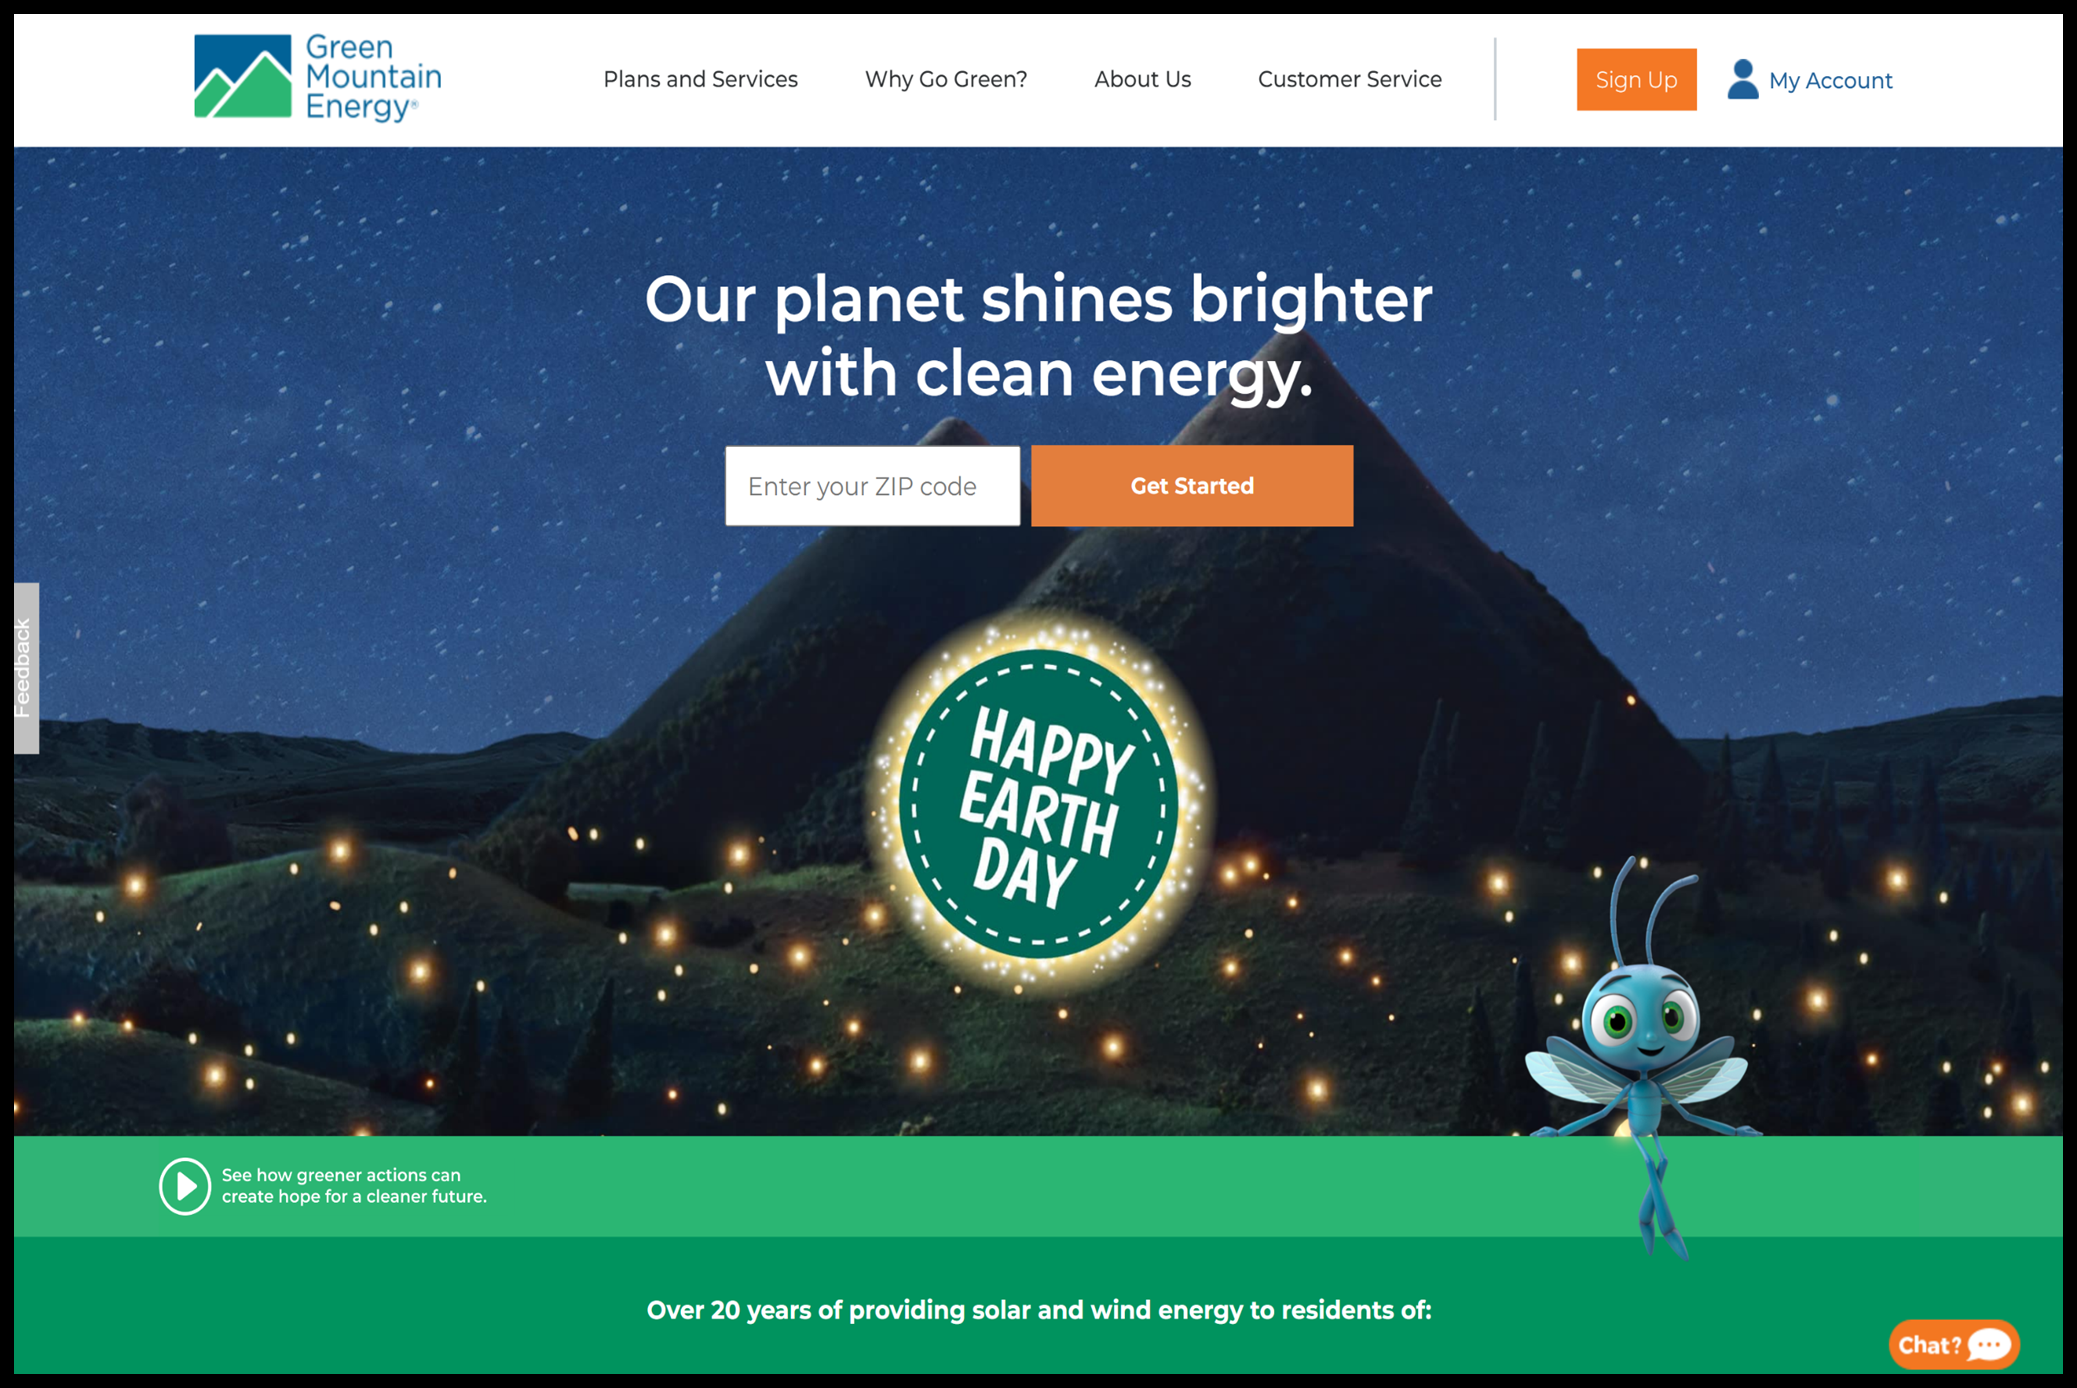 Green
Mountain
Energy®
Plans and Services
Why Go Green?
About Us
Customer Service
Sign Up
My Account
Our planet shines brighter
with clean energy.
Enter your ZIP code
Get Started
Feedback
HAPPY
EARTH
DAY
See how greener actions can
create hope for a cleaner future.
Over 20 years of providing solar and wind energy to residents of:
Chat?